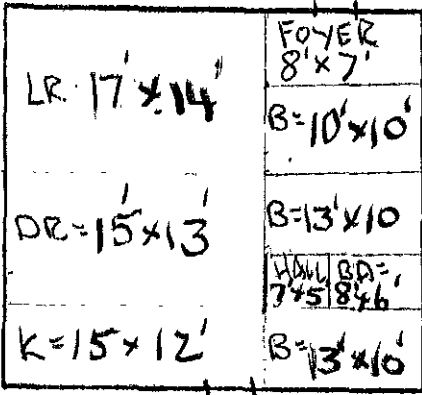 LR. 17' x 14'
DR = 15' x 13'
K = 15 x 12'
FOYER
8' x 7'
B = 10' x 10'
B = 13' x 10
HALL
7' x 5'
BA =
8' x 6'
B = 13' x 10'